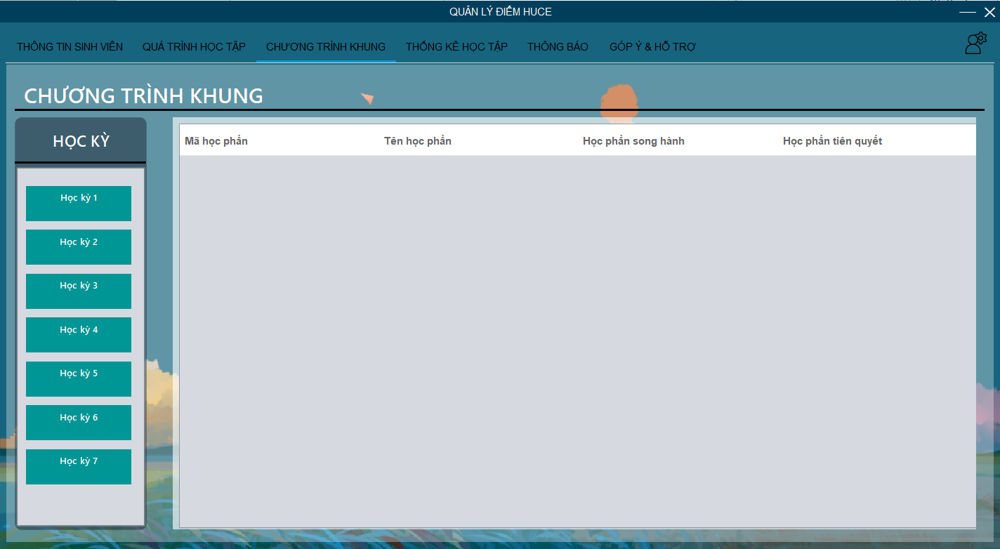 QUẢN LÝ ĐIỂM HUCE
THÔNG TIN SINH VIÊN QUÁ TRÌNH HỌC TẬP CHƯƠNG TRÌNH KHUNG THỐNG KÊ HỌC TẬP THÔNG BÁO GÓP Ý & HỖ TRỢ
CHƯƠNG TRÌNH KHUNG
HỌC KỲ
Học kỳ 1
Học kỳ 2
Học kỳ 3
Học kỳ 4
Học kỳ 5
Học kỳ 6
Học kỳ 7
Mã học phần Tên học phần Học phần song hành Học phần tiên quyết